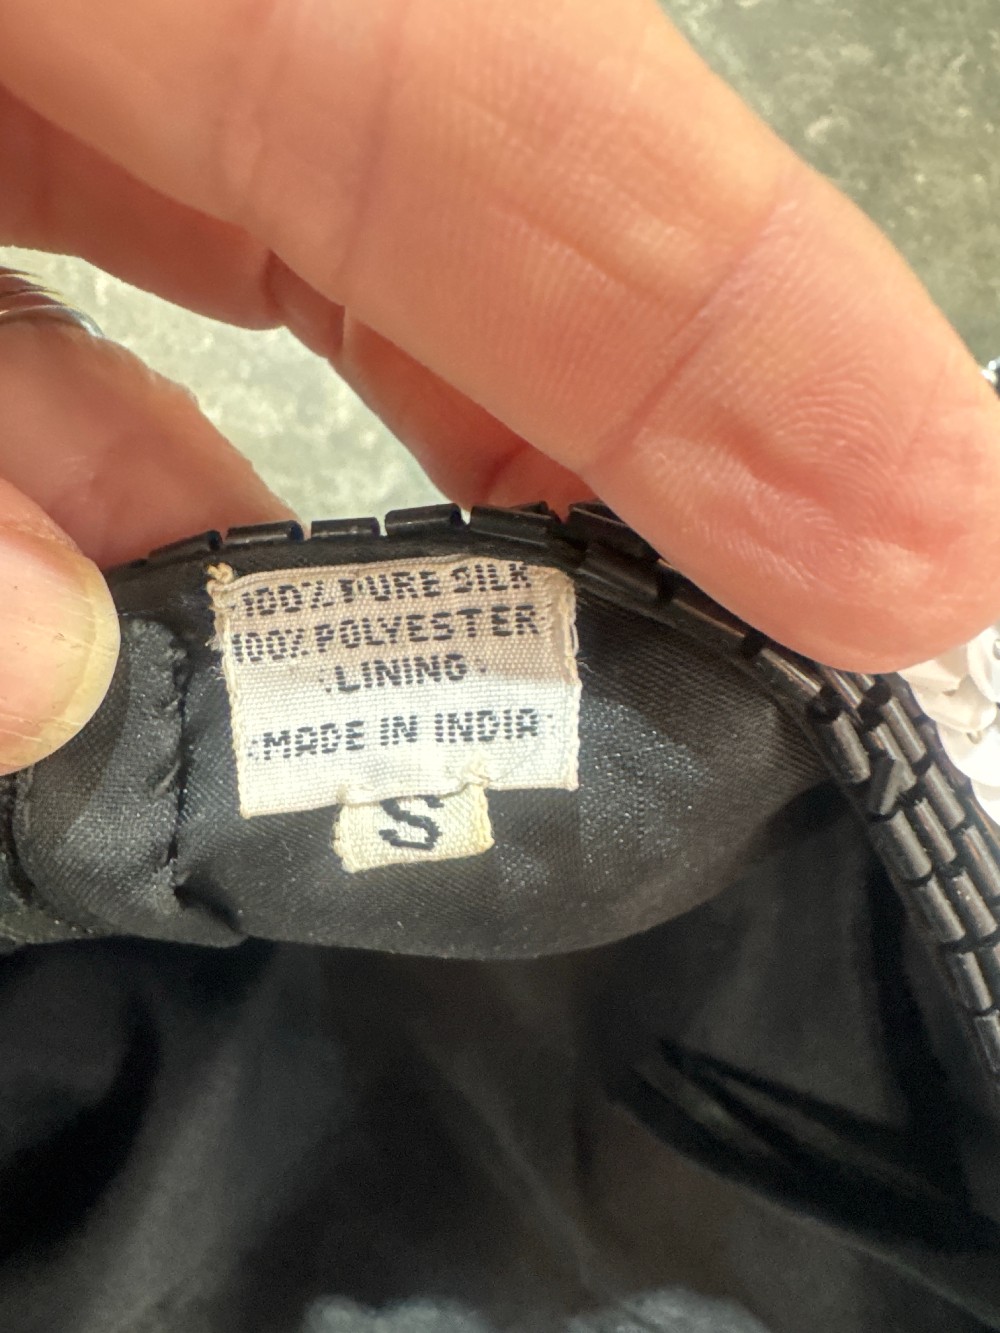 100% PURE SILK
100% POLYESTER
LINING
MADE IN INDIA
S